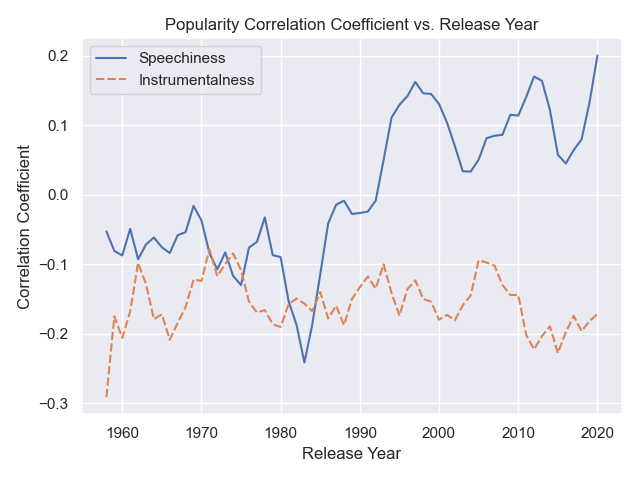 Popularity Correlation Coefficient vs. Release Year
Speechiness
Instrumentalness
Correlation Coefficient
0.2
0.1
0.0
−0.1
−0.2
−0.3
1960 1970 1980 1990 2000 2010 2020
Release Year